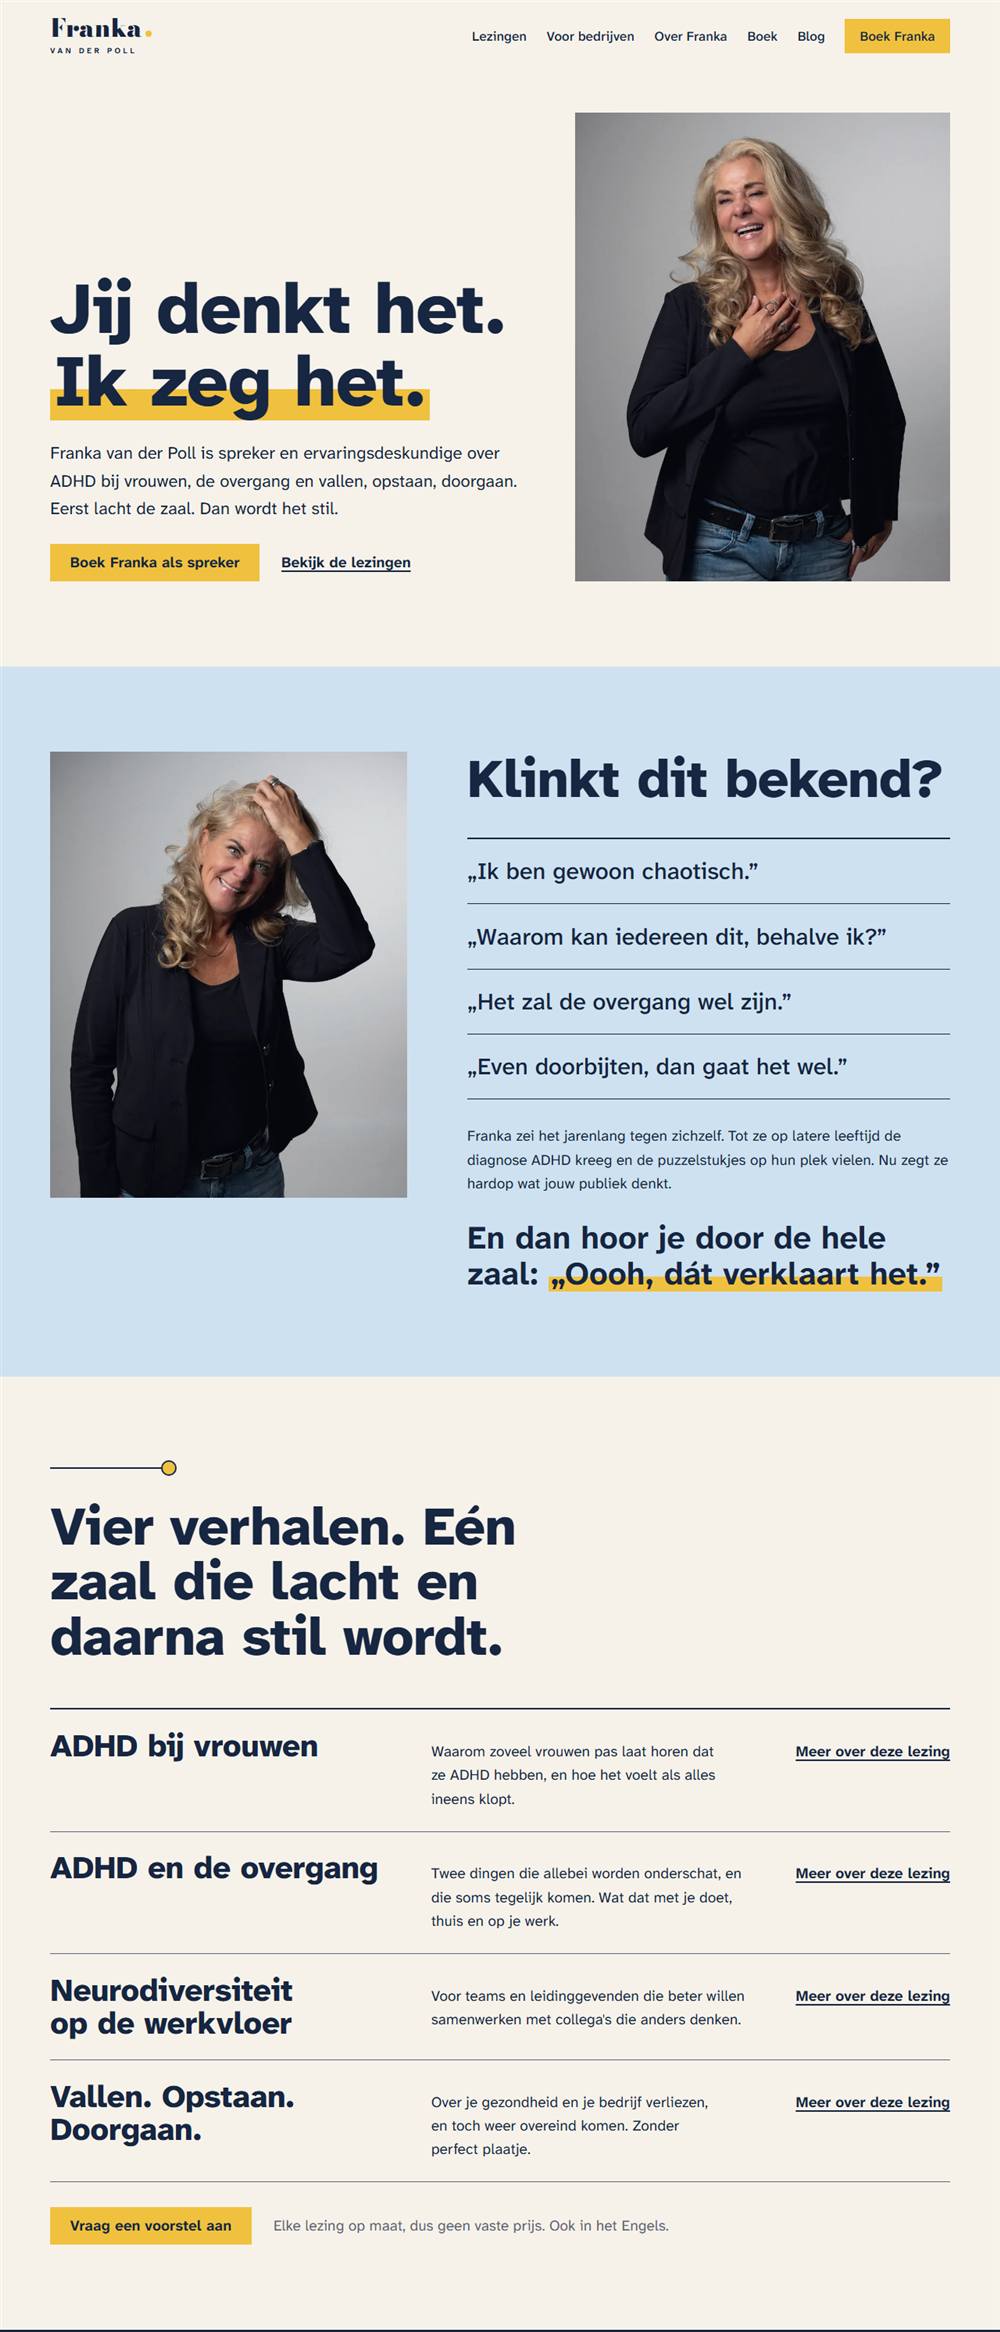 Franka.
VAN DER POLL
Lezingen Voor bedrijven Over Franka Boek Blog Boek Franka
Jij denkt het.
Ik zeg het.
Franka van der Poll is spreker en ervaringsdeskundige over
ADHD bij vrouwen, de overgang en vallen, opstaan, doorgaan.
Eerst lacht de zaal. Dan wordt het stil.
Boek Franka als spreker Bekijk de lezingen
Klinkt dit bekend?
„Ik ben gewoon chaotisch.”
„Waarom kan iedereen dit, behalve ik?”
„Het zal de overgang wel zijn.”
„Even doorbijten, dan gaat het wel.”
Franka zei het jarenlang tegen zichzelf. Tot ze op latere leeftijd de
diagnose ADHD kreeg en de puzzelstukjes op hun plek vielen. Nu zegt ze
hardop wat jouw publiek denkt.
En dan hoor je door de hele
zaal: „Oooh, dát verklaart het.”
Vier verhalen. Eén
zaal die lacht en
daarna stil wordt.
ADHD bij vrouwen
Waarom zoveel vrouwen pas laat horen dat
ze ADHD hebben, en hoe het voelt als alles
ineens klopt.
Meer over deze lezing
ADHD en de overgang
Twee dingen die allebei worden onderschat, en
die soms tegelijk komen. Wat dat met je doet,
thuis en op je werk.
Meer over deze lezing
Neurodiversiteit
op de werkvloer
Voor teams en leidinggevenden die beter willen
samenwerken met collega's die anders denken.
Meer over deze lezing
Vallen. Opstaan.
Doorgaan.
Over je gezondheid en je bedrijf verliezen,
en toch weer overeind komen. Zonder
perfect plaatje.
Meer over deze lezing
Vraag een voorstel aan Elke lezing op maat, dus geen vaste prijs. Ook in het Engels.